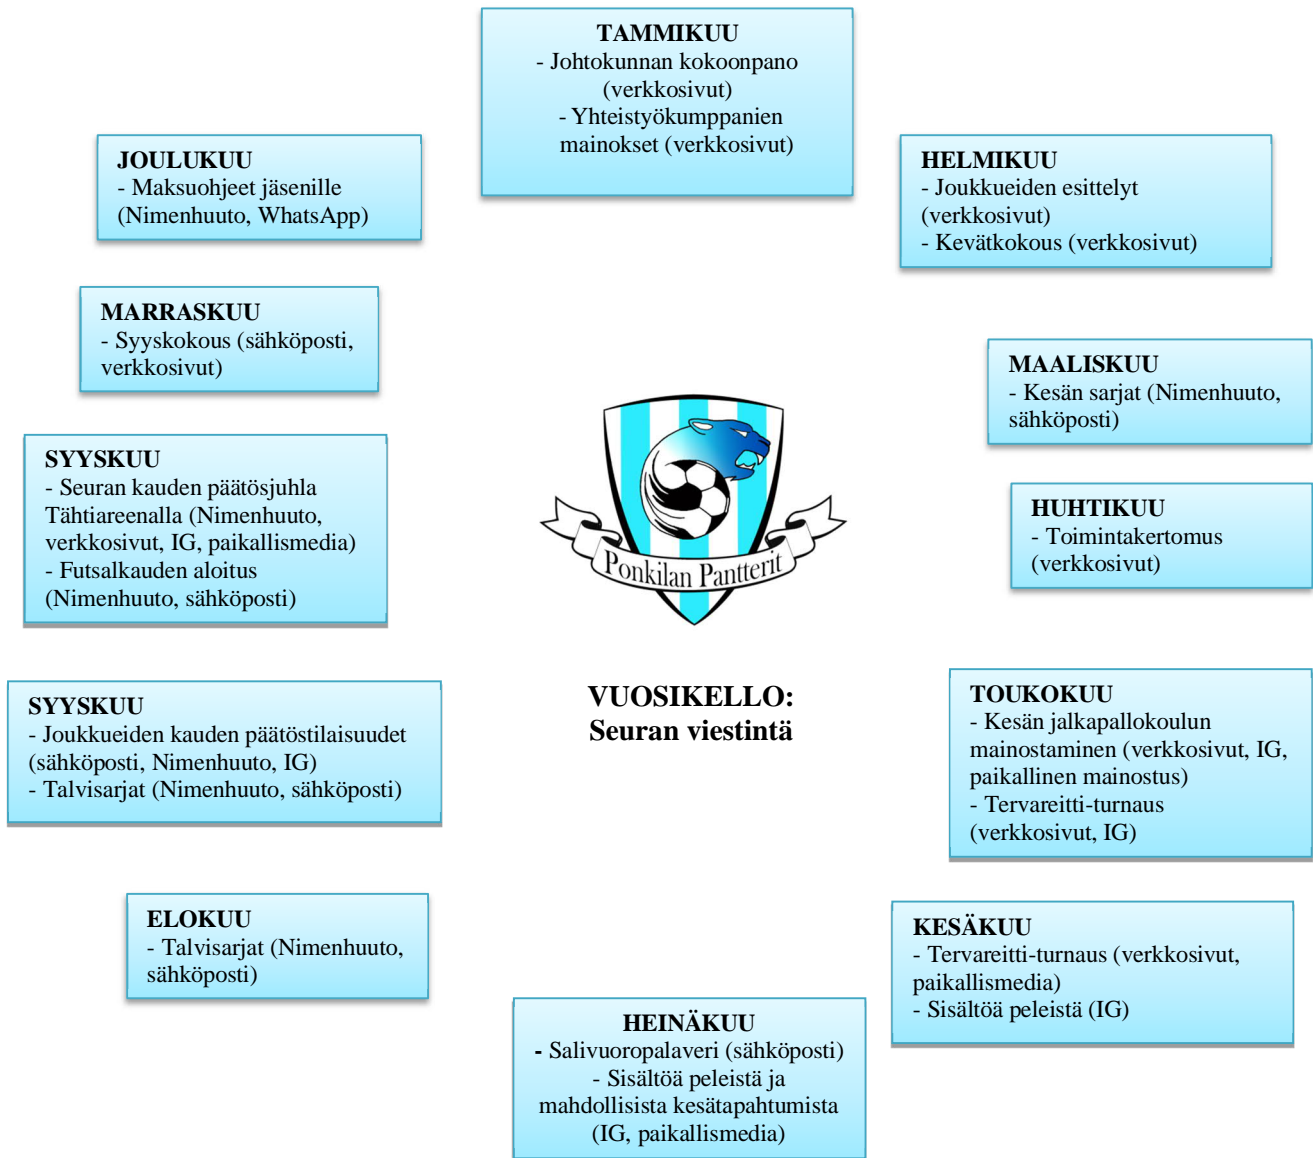 TAMMIKUU
- Johtokunnan kokoonpano
(verkkosivut)
- Yhteistyökumppanien
mainokset (verkkosivut)
HELMIKUU
- Joukkueiden esittelyt
(verkkosivut)
- Kevätkokous (verkkosivut)
MAALISKUU
- Kesän sarjat (Nimenhuuto,
sähköposti)
HUHTIKUU
- Toimintakertomus
(verkkosivut)
TOUKOKUU
- Kesän jalkapallokoulun
mainostaminen (verkkosivut, IG,
paikallinen mainostus)
- Tervareitti-turnaus
(verkkosivut, IG)
KESÄKUU
- Tervareitti-turnaus (verkkosivut,
paikallismedia)
- Sisältöä peleistä (IG)
HEINÄKUU
- Salivuoropalaveri (sähköposti)
- Sisältöä peleistä ja
mahdollisista kesätapahtumista
(IG, paikallismedia)
ELOKUU
- Talvisarjat (Nimenhuuto,
sähköposti)
SYYSKUU
- Joukkueiden kauden päätöstilaisuudet
(sähköposti, Nimenhuuto, IG)
- Talvisarjat (Nimenhuuto, sähköposti)
SYYSKUU
- Seuran kauden päätösjuhla
Tähtiareenalla (Nimenhuuto,
verkkosivut, IG, paikallismedia)
- Futsalkauden aloitus
(Nimenhuuto, sähköposti)
MARRASKUU
- Syyskokous (sähköposti,
verkkosivut)
JOULUKUU
- Maksuohjeet jäsenille
(Nimenhuuto, WhatsApp)
Ponkilan Pantterit
VUOSIKELLO:
Seuran viestintä